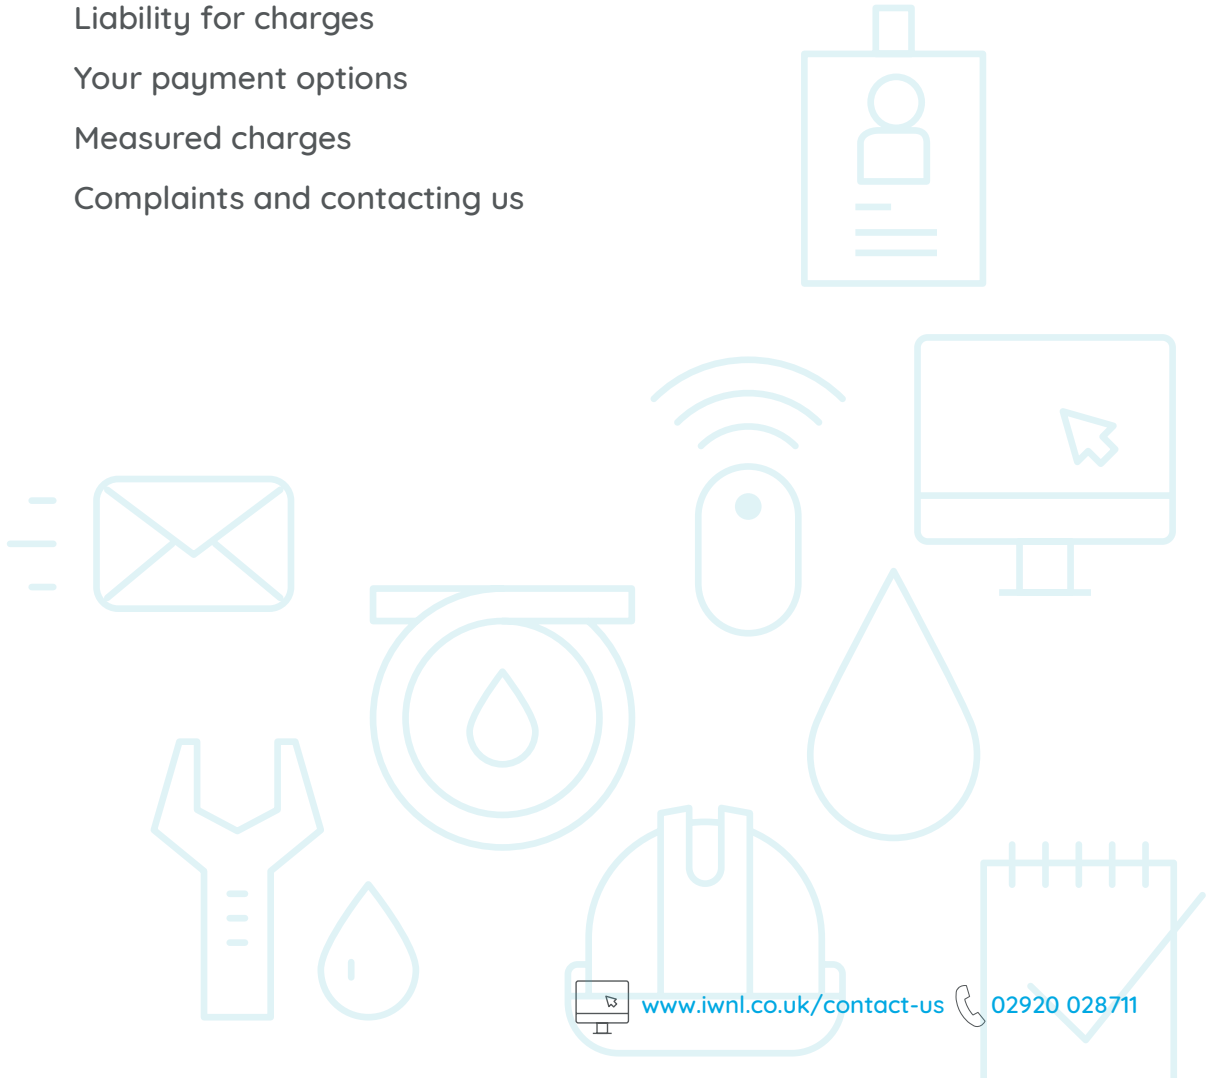 Liability for charges
Your payment options
Measured charges
Complaints and contacting us
www.iwnl.co.uk/contact-us 02920 028711